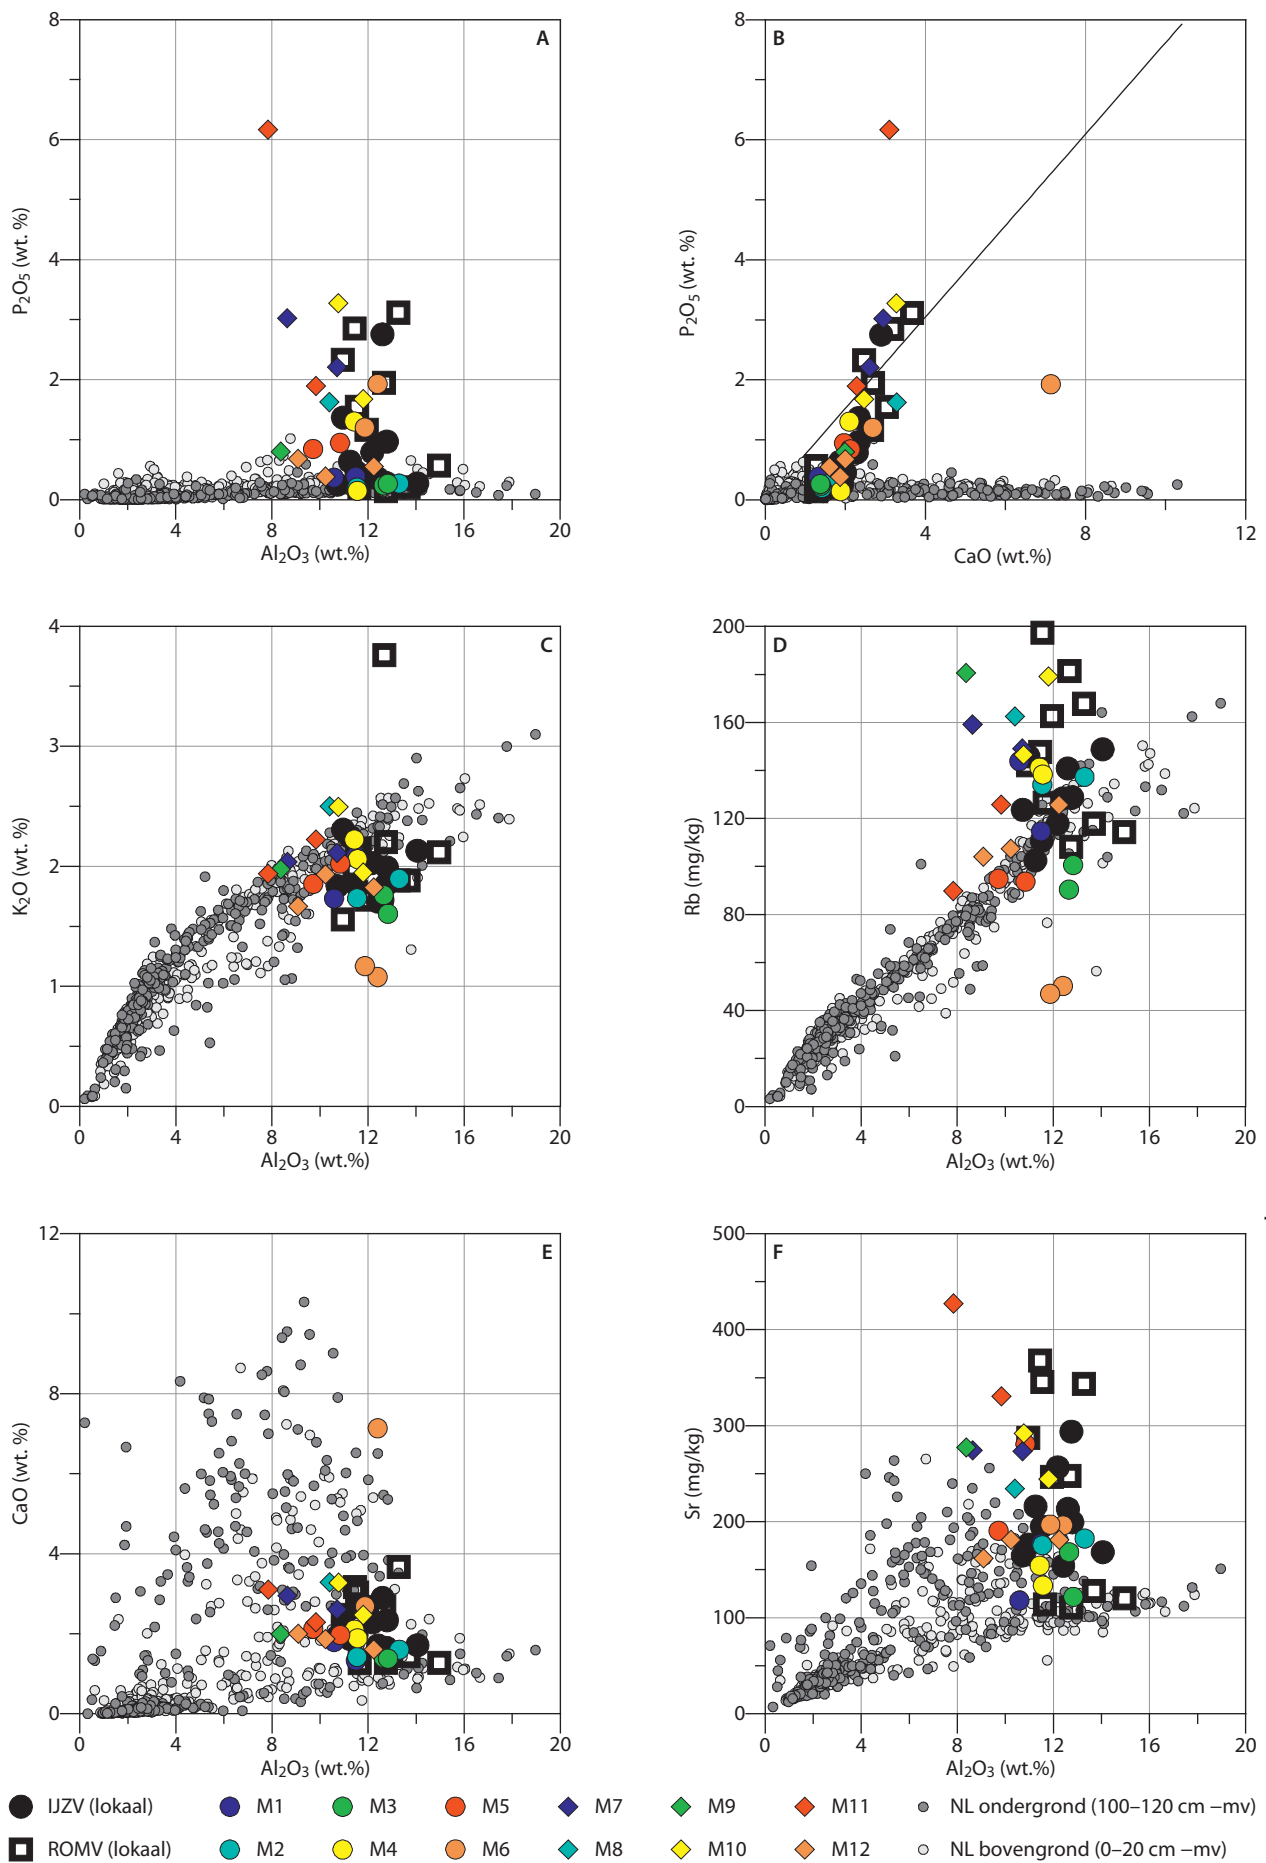 A
8
6
4
2
0
P₂O₅ (wt. %)
0 4 8 12 16 20
Al₂O₃ (wt.%)
B
8
6
4
2
0
P₂O₅ (wt. %)
0 4 8 12
CaO (wt.%)
C
4
3
2
1
0
K₂O (wt. %)
0 4 8 12 16 20
Al₂O₃ (wt.%)
D
200
160
120
80
40
0
Rb (mg/kg)
0 4 8 12 16 20
Al₂O₃ (wt.%)
E
12
8
4
0
CaO (wt. %)
0 4 8 12 16 20
Al₂O₃ (wt.%)
F
500
400
300
200
100
0
Sr (mg/kg)
0 4 8 12 16 20
Al₂O₃ (wt.%)
IJZV (lokaal) M1 M3 M5 M7 M9 M11 NL ondergrond (100–120 cm –mv)
ROMV (lokaal) M2 M4 M6 M8 M10 M12 NL bovengrond (0–20 cm –mv)